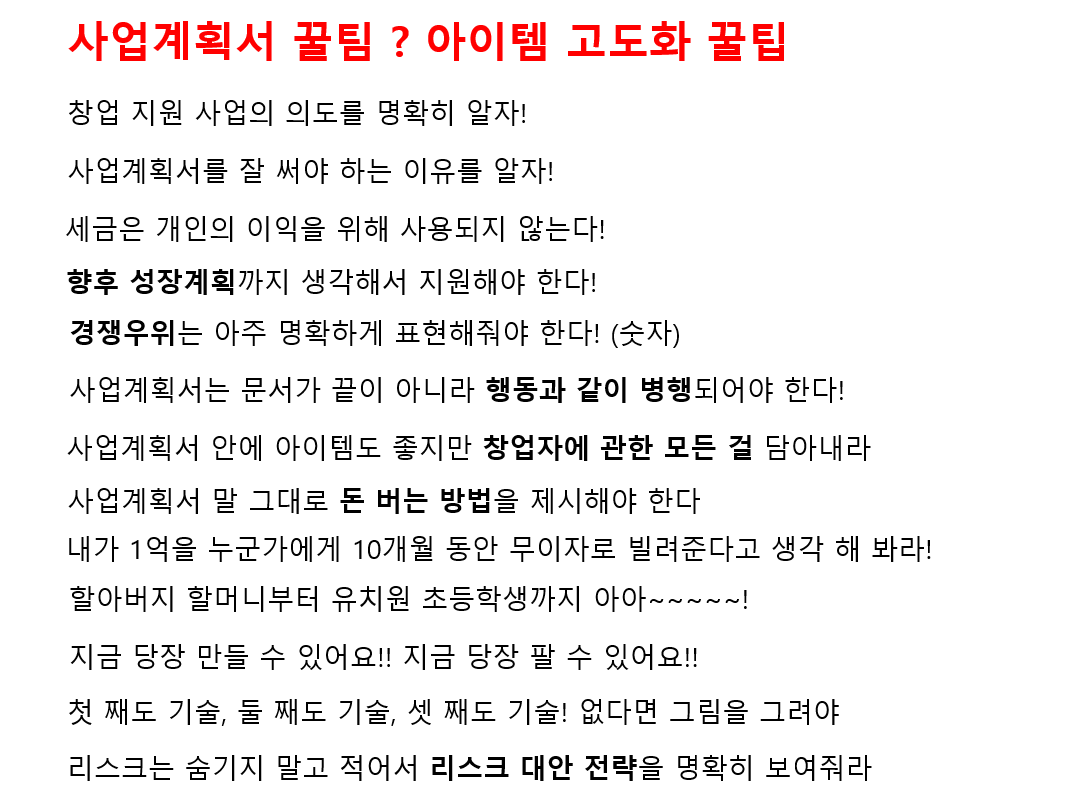 사업계획서 꿀팀 ? 아이템 고도화 꿀팁
창업 지원 사업의 의도를 명확히 알자!
사업계획서를 잘 써야 하는 이유를 알자!
세금은 개인의 이익을 위해 사용되지 않는다!
향후 성장계획까지 생각해서 지원해야 한다!
경쟁우위는 아주 명확하게 표현해줘야 한다! (숫자)
사업계획서는 문서가 끝이 아니라 행동과 같이 병행되어야 한다!
사업계획서 안에 아이템도 좋지만 창업자에 관한 모든 걸 담아내라
사업계획서 말 그대로 돈 버는 방법을 제시해야 한다
내가 1억을 누군가에게 10개월 동안 무이자로 빌려준다고 생각 해 봐라!
할아버지 할머니부터 유치원 초등학생까지 아아~~~~~!
지금 당장 만들 수 있어요!! 지금 당장 팔 수 있어요!!
첫 째도 기술, 둘 째도 기술, 셋 째도 기술! 없다면 그림을 그려야
리스크는 숨기지 말고 적어서 리스크 대안 전략을 명확히 보여줘라